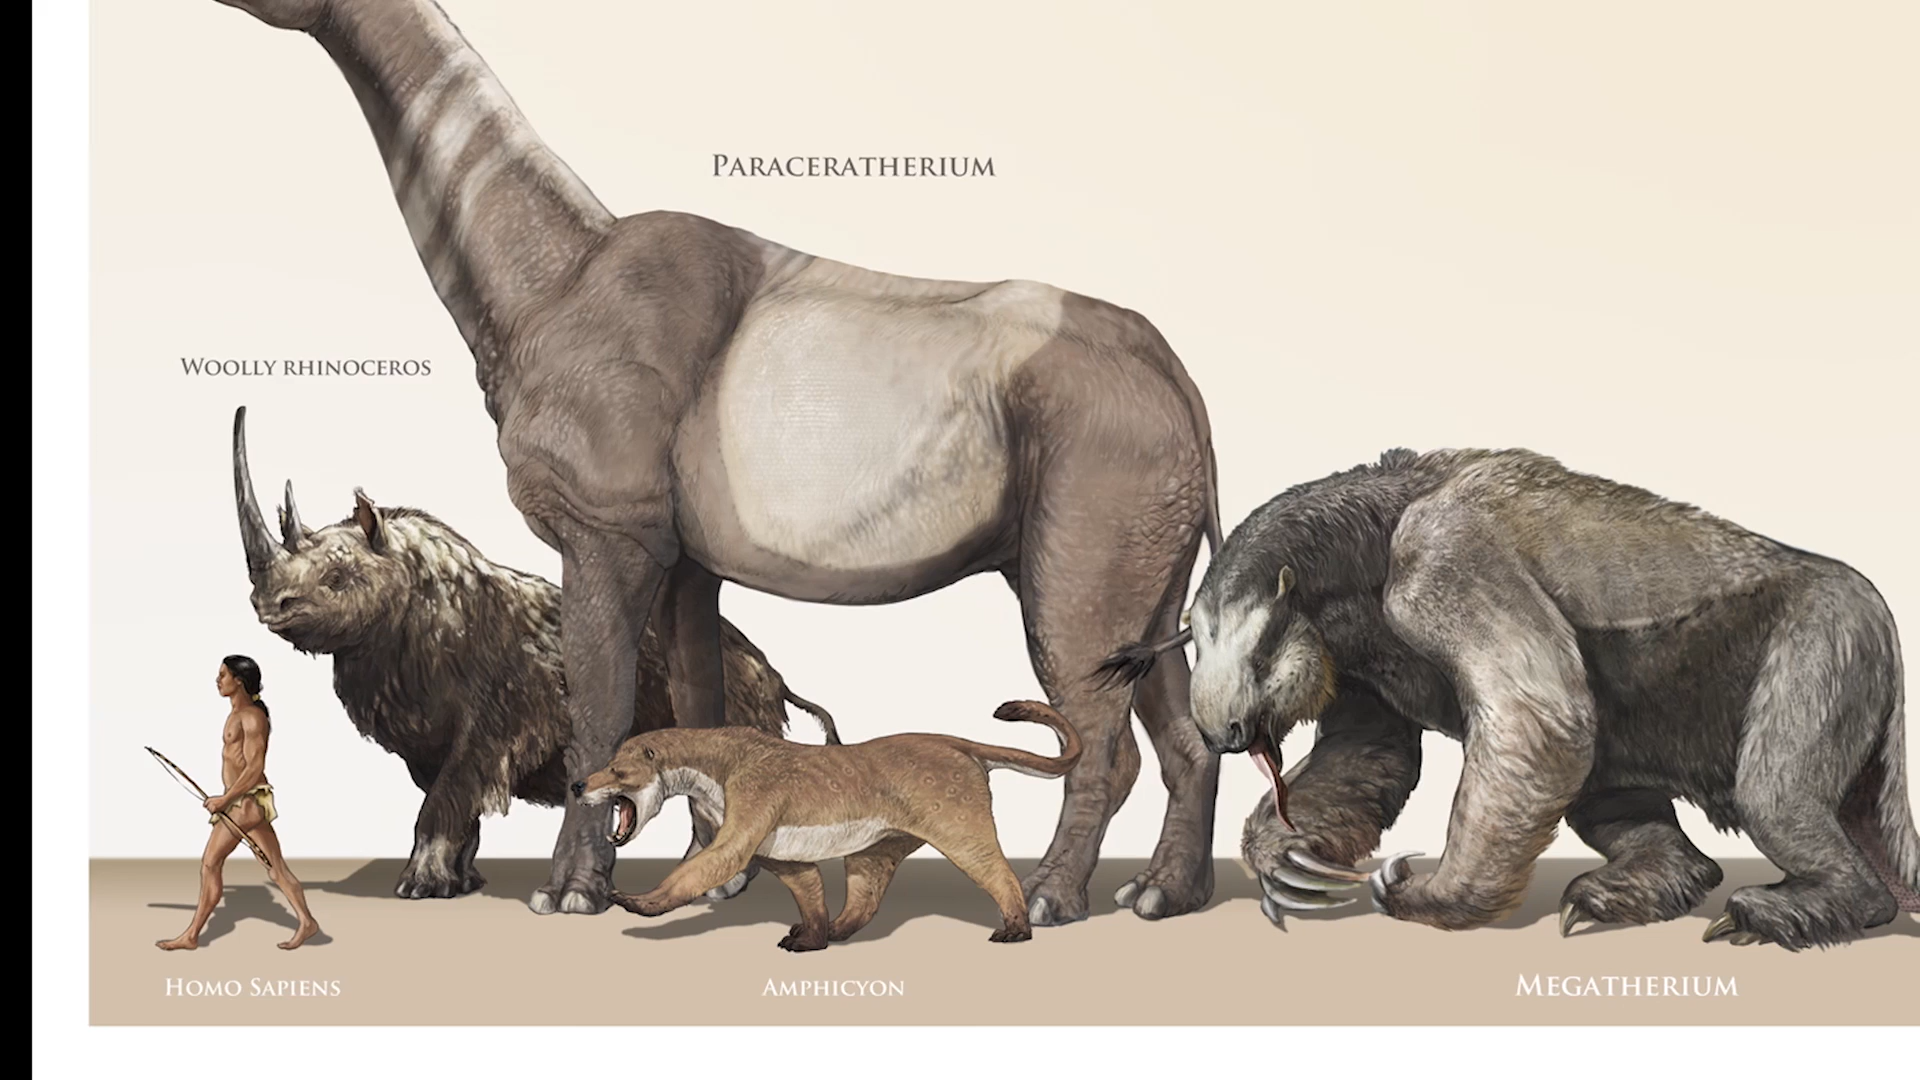 Paraceratherium
Woolly rhinoceros
Homo Sapiens
Amphicyon
Megatherium